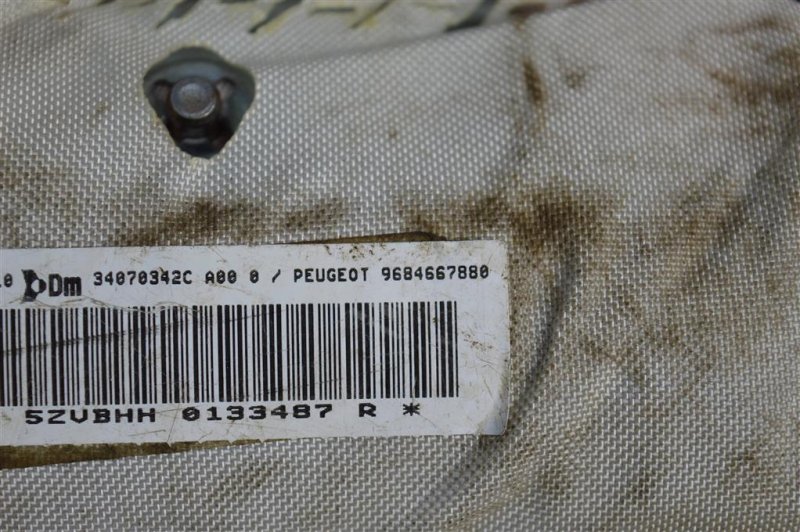 Dm 34070342C A00 0 / PEUGEOT 9684667880
5ZVBHH 0133487 R *